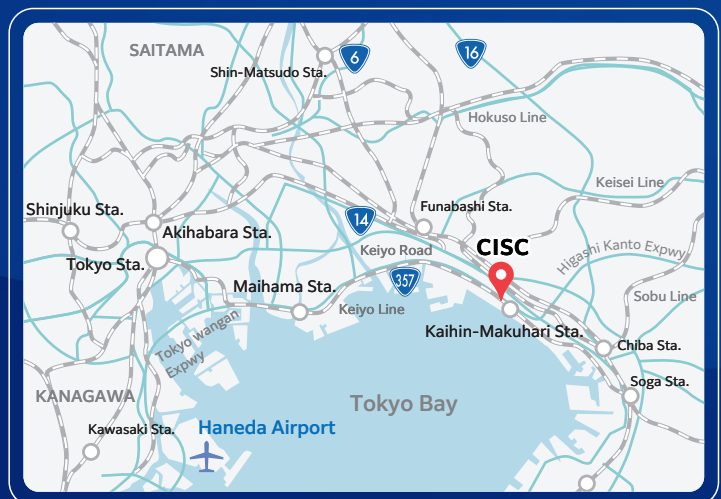 SAITAMA
6
16
Shin-Matsudo Sta.
Hokuso Line
Keisei Line
Shinjuku Sta.
Funabashi Sta.
14
Akihabara Sta.
Keiyo Road
CISC
Higashi Kanto Expwy
Tokyo Sta.
357
Maihama Sta.
Sobu Line
Keiyo Line
Tokyo wangan
Expwy
Kaihin-Makuhari Sta.
Chiba Sta.
Soga Sta.
KANAGAWA
Tokyo Bay
Kawasaki Sta.
Haneda Airport